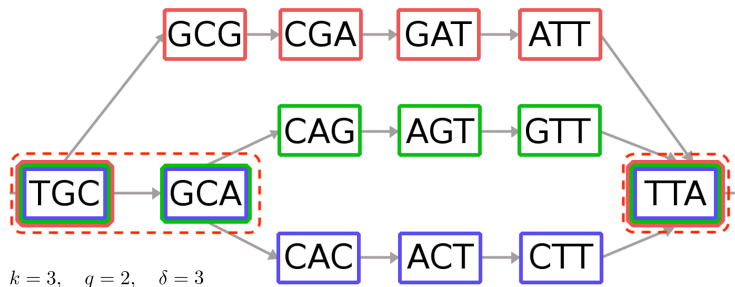 GCG CGA GAT ATT
CAG AGT GTT
TGC GCA TTA
CAC ACT CTT
k = 3, q = 2, δ = 3